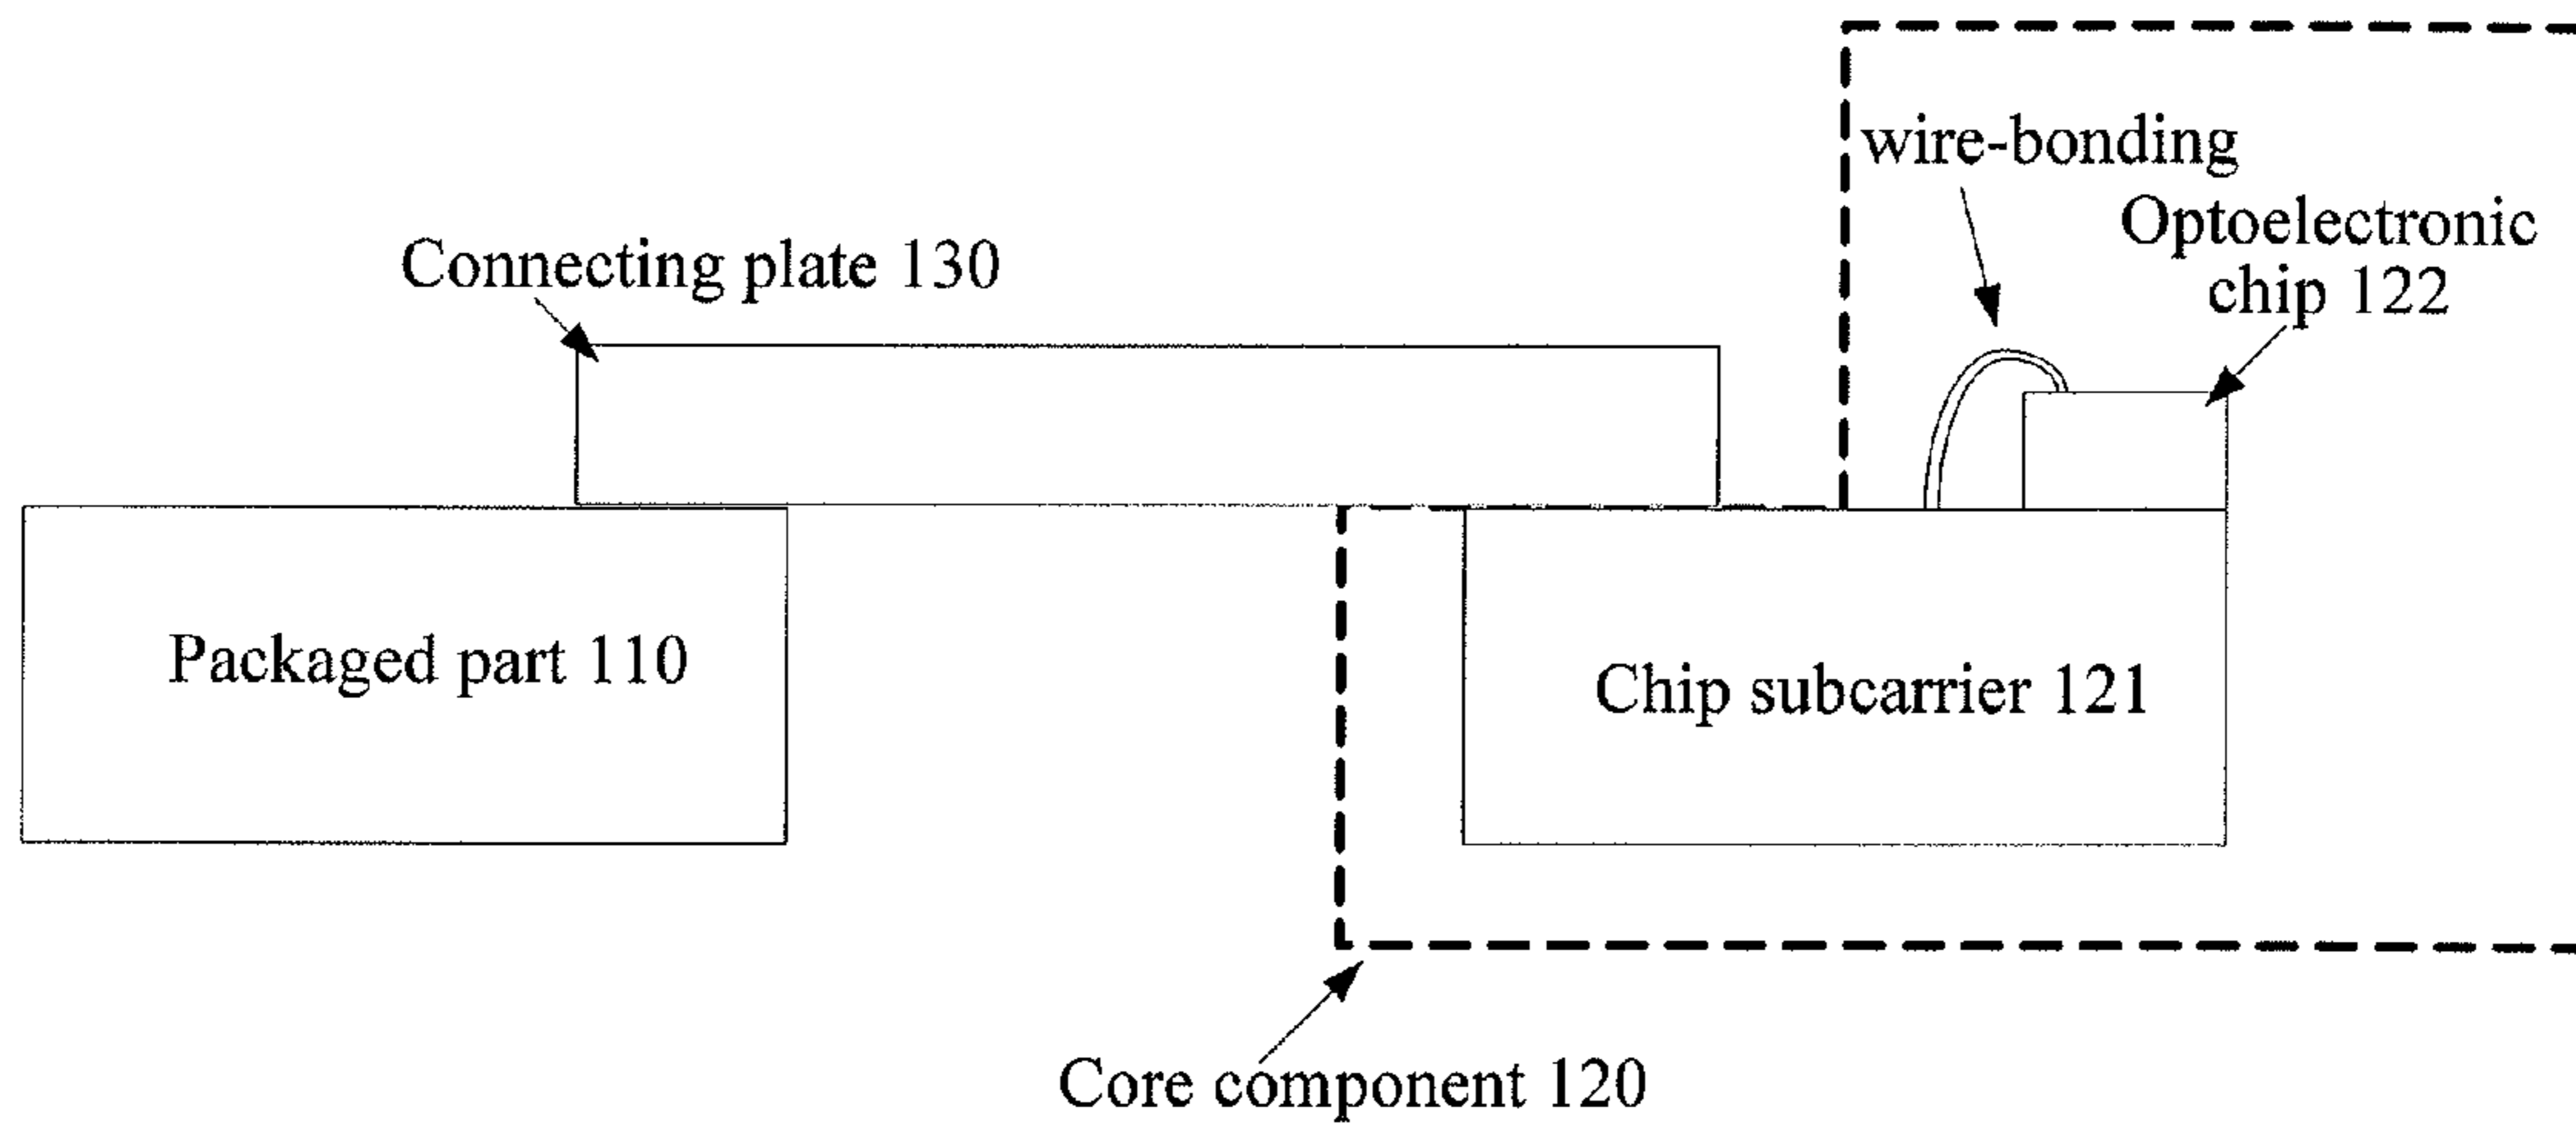 wire-bonding
Optoelectronic
chip 122
Connecting plate 130
Packaged part 110
Chip subcarrier 121
Core component 120